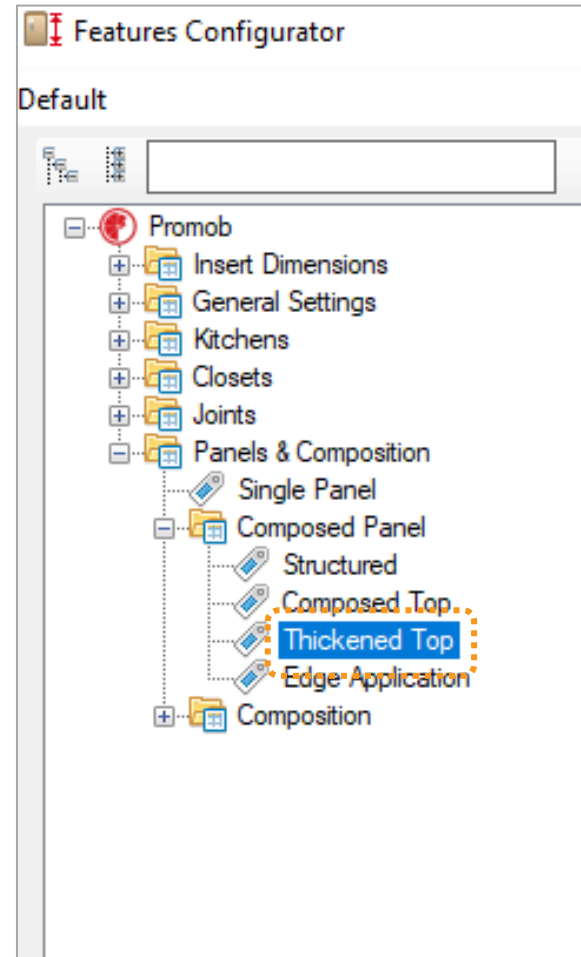 Features Configurator
Default
Promob
Insert Dimensions
General Settings
Kitchens
Closets
Joints
Panels & Composition
Single Panel
Composed Panel
Structured
Composed Top
Thickened Top
Edge Application
Composition